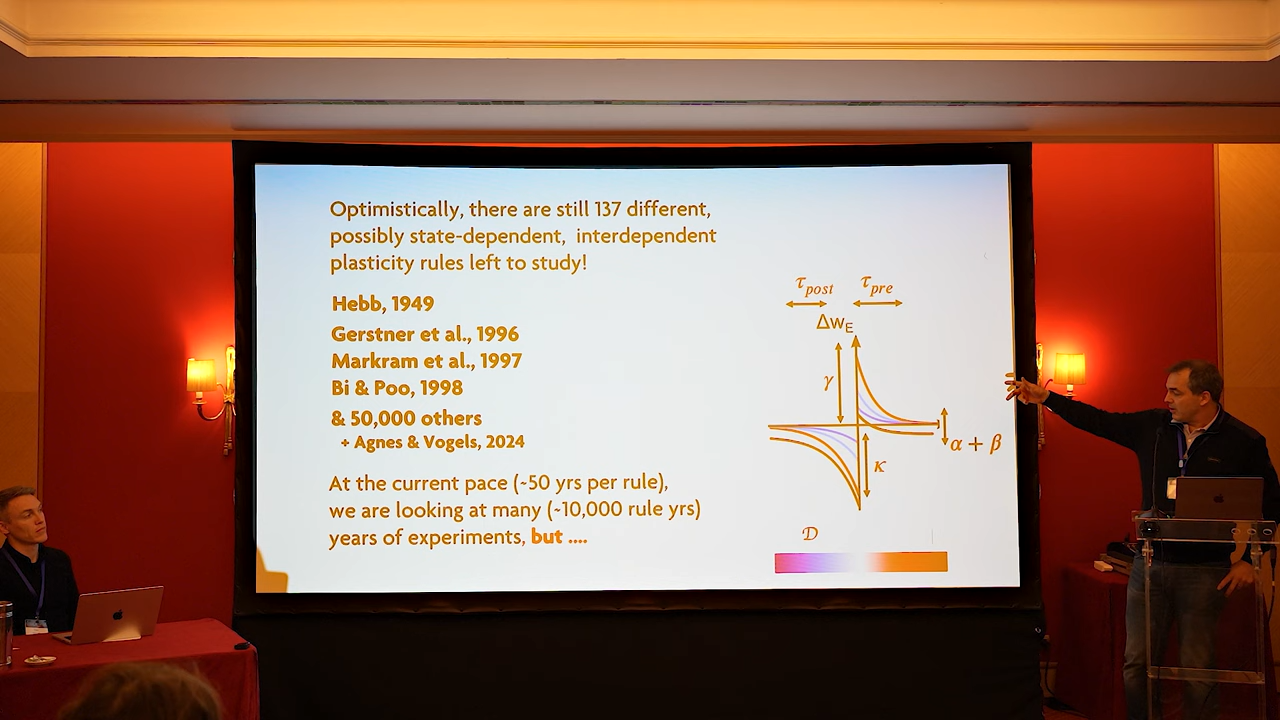 Optimistically, there are still 137 different,
possibly state-dependent, interdependent
plasticity rules left to study!
Hebb, 1949
Gerstner et al., 1996
Markram et al., 1997
Bi & Poo, 1998
& 50,000 others
+ Agnes & Vogels, 2024
At the current pace (~50 yrs per rule),
we are looking at many (~10,000 rule yrs)
years of experiments, but ....
τpost τpre
ΔwE
γ
α + β
κ
𝒟